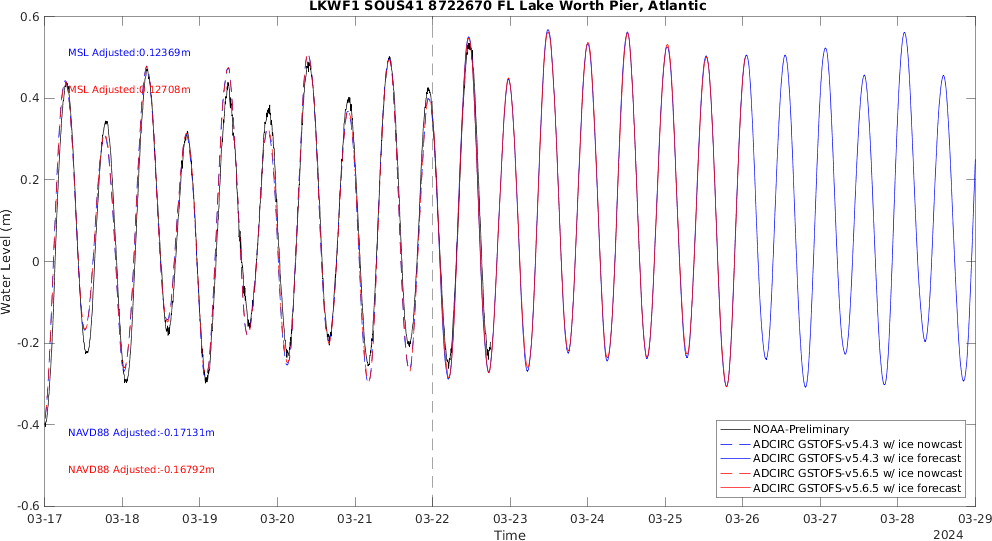 LKWF1 SOUS41 8722670 FL Lake Worth Pier, Atlantic
0.6
MSL Adjusted:0.12369m
MSL Adjusted:0.12708m
0.4
0.2
Water Level (m)
0
-0.2
-0.4
NAVD88 Adjusted:-0.17131m
NAVD88 Adjusted:-0.16792m
-0.6
NOAA-Preliminary
ADCIRC GSTOFS-v5.4.3 w/ ice nowcast
ADCIRC GSTOFS-v5.4.3 w/ ice forecast
ADCIRC GSTOFS-v5.6.5 w/ ice nowcast
ADCIRC GSTOFS-v5.6.5 w/ ice forecast
03-17 03-18 03-19 03-20 03-21 03-22 03-23 03-24 03-25 03-26 03-27 03-28 03-29
Time
2024